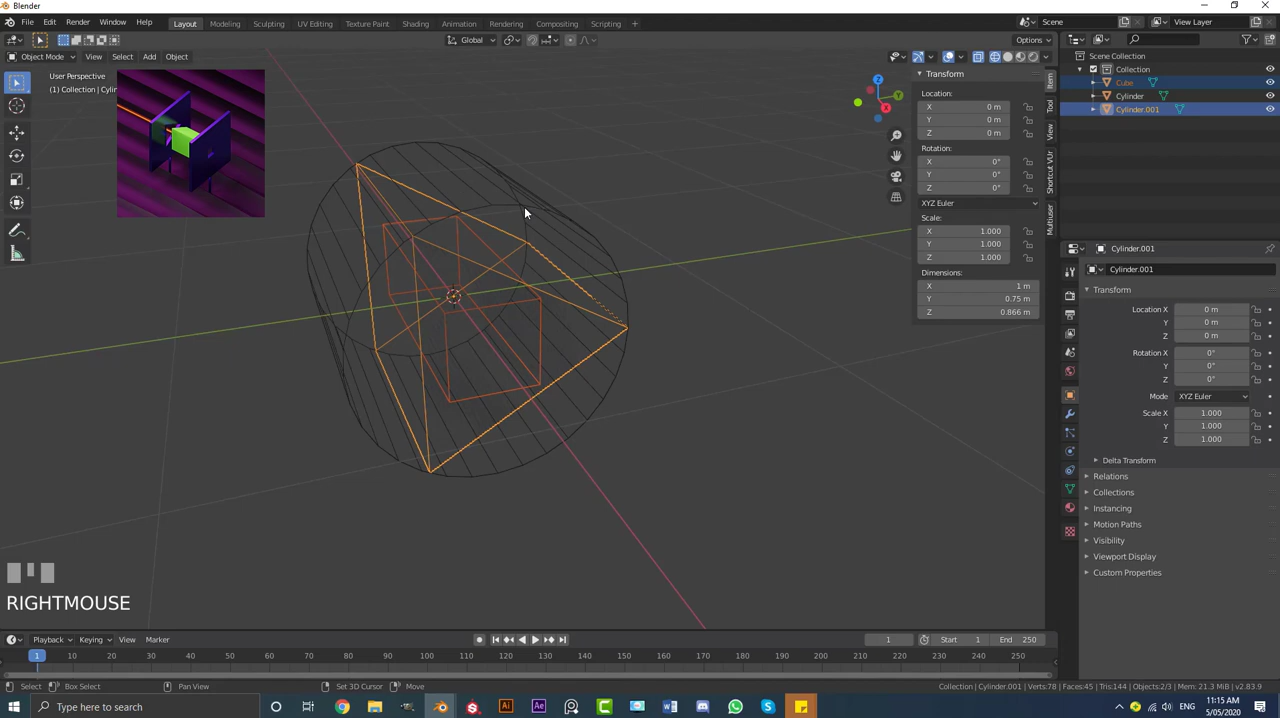 Blender
File Edit Render Window Help Layout Modeling Sculpting UV Editing Texture Paint Shading Animation Rendering Compositing Scripting + Scene View Layer
Global Options
Object Mode View Select Add Object Scene Collection
User Perspective Transform Item Collection
(1) Collection | Cylin Location: Cube
X 0 m Tool Cylinder
Y 0 m Cylinder.001
Z 0 m View
Rotation:
X 0° Shortcut VUr
Y 0°
Z 0°
XYZ Euler Multiuser
Scale:
X 1.000
Y 1.000 Cylinder.001
Z 1.000
Dimensions: Cylinder.001
X 1 m Transform
Y 0.75 m Location X 0 m
Z 0.866 m Y 0 m
Z 0 m
Rotation X 0°
Y 0°
Z 0°
Mode XYZ Euler
Scale X 1.000
Y 1.000
Z 1.000
Delta Transform
Relations
Collections
Instancing
Motion Paths
Visibility
Viewport Display
Custom Properties
RIGHTMOUSE
Playback Keying View Marker 1 Start 1 End 250
1 10 20 30 40 50 60 70 80 90 100 110 120 130 140 150 160 170 180 190 200 210 220 230 240 250
Select Box Select Pan View Set 3D Cursor Move Collection | Cylinder.001 | Verts:78 | Faces:45 | Tris:144 | Objects:2/3 | Mem: 21.3 MiB | v2.83.9
Type here to search ENG 11:15 AM
5/05/2020